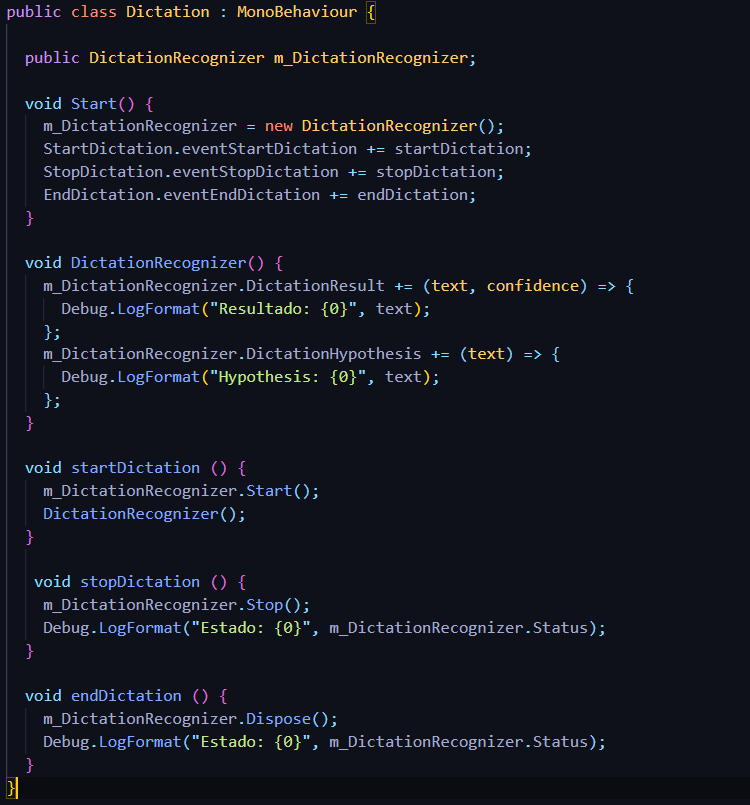 public class Dictation : MonoBehaviour {
public DictationRecognizer m_DictationRecognizer;
void Start() {
m_DictationRecognizer = new DictationRecognizer();
StartDictation.eventStartDictation += startDictation;
StopDictation.eventStopDictation += stopDictation;
EndDictation.eventEndDictation += endDictation;
}
void DictationRecognizer() {
m_DictationRecognizer.DictationResult += (text, confidence) => {
Debug.LogFormat("Resultado: {0}", text);
};
m_DictationRecognizer.DictationHypothesis += (text) => {
Debug.LogFormat("Hypothesis: {0}", text);
};
}
void startDictation () {
m_DictationRecognizer.Start();
DictationRecognizer();
}
void stopDictation () {
m_DictationRecognizer.Stop();
Debug.LogFormat("Estado: {0}", m_DictationRecognizer.Status);
}
void endDictation () {
m_DictationRecognizer.Dispose();
Debug.LogFormat("Estado: {0}", m_DictationRecognizer.Status);
}
}